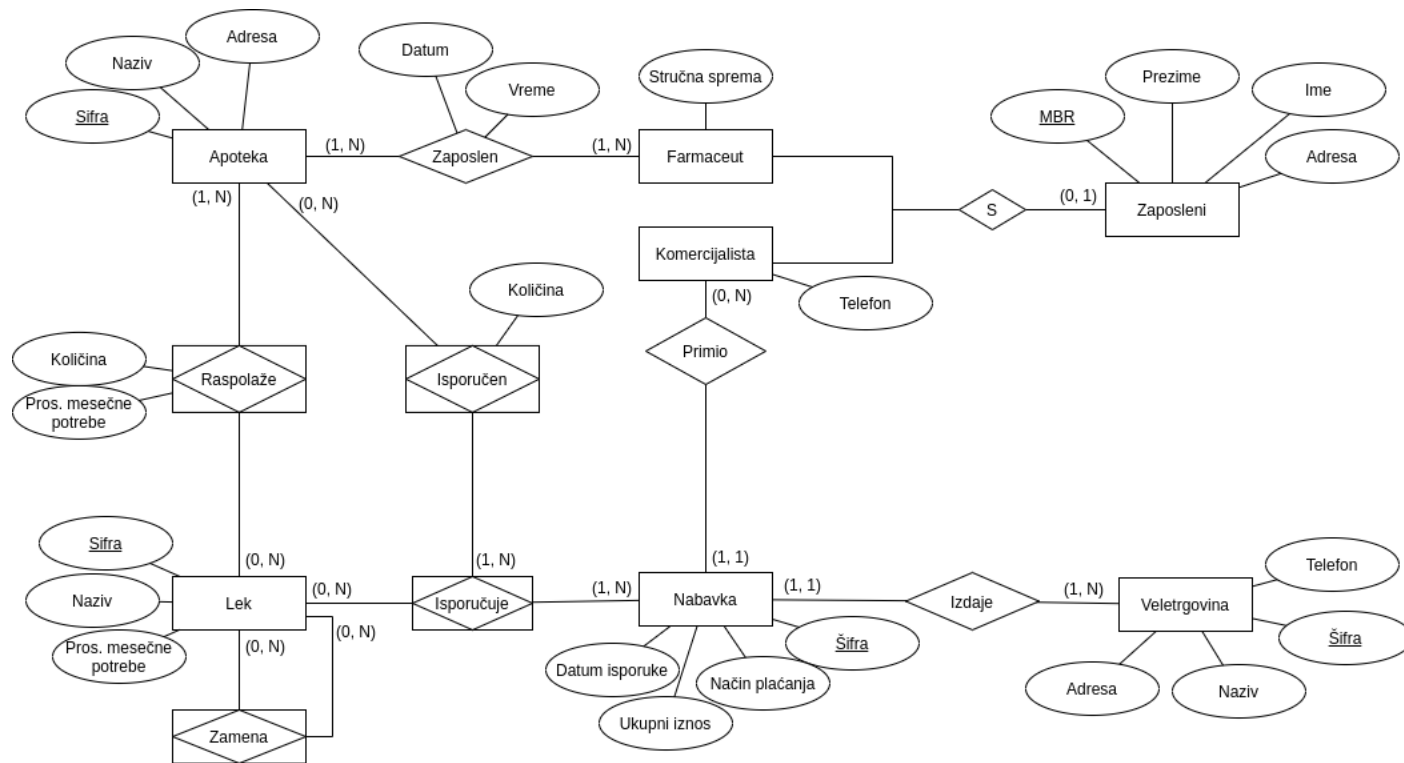 Adresa
Datum
Naziv
Vreme
Stručna sprema
Prezime
Ime
Sifra
MBR
Adresa
Apoteka
(1, N)
Zaposlen
(1, N)
Farmaceut
(1, N)
(0, N)
S
(0, 1)
Zaposleni
Komercijalista
Količina
(0, N)
Telefon
Količina
Raspolaže
Isporučen
Primio
Pros. mesečne
potrebe
Sifra
(0, N)
(1, N)
(1, 1)
Telefon
Naziv
Lek
(0, N)
Isporučuje
(1, N)
Nabavka
(1, 1)
Izdaje
(1, N)
Veletrgovina
Pros. mesečne
potrebe
(0, N)
(0, N)
Šifra
Šifra
Datum isporuke
Način plaćanja
Adresa
Naziv
Ukupni iznos
Zamena